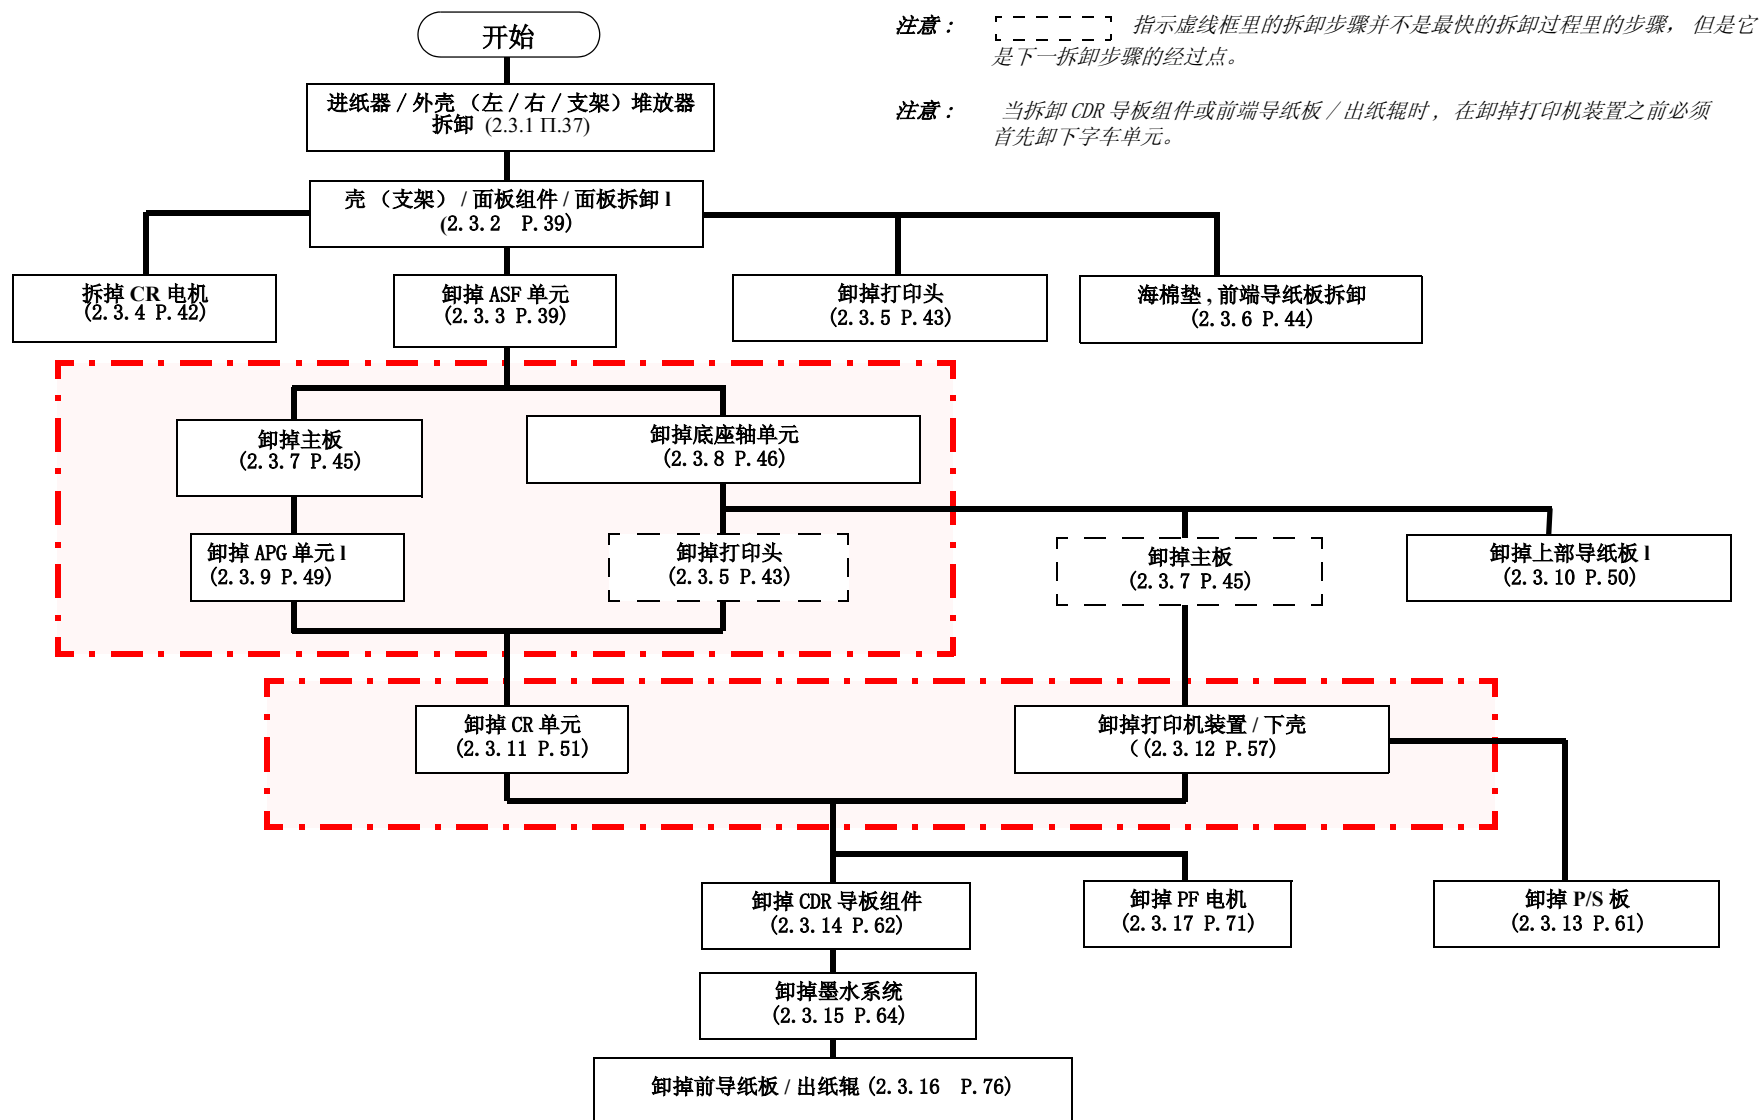 开始
注意： 指示虚线框里的拆卸步骤并不是最快的拆卸过程里的步骤，但是它
是下一拆卸步骤的经过点。
进纸器 / 外壳 （左 / 右 / 支架）堆放器
拆卸 (2.3.1 П.37)
注意： 当拆卸 CDR 导板组件或前端导纸板 / 出纸辊时 , 在卸掉打印机装置之前必须
首先卸下字车单元。
壳 （支架） / 面板组件 / 面板拆卸 l
(2.3.2 P.39)
拆掉 CR 电机
(2.3.4 P.42)
卸掉 ASF 单元
(2.3.3 P.39)
卸掉打印头
(2.3.5 P.43)
海棉垫 , 前端导纸板拆卸
(2.3.6 P.44)
卸掉主板
(2.3.7 P.45)
卸掉底座轴单元
(2.3.8 P.46)
卸掉 APG 单元 l
(2.3.9 P.49)
卸掉打印头
(2.3.5 P.43)
卸掉主板
(2.3.7 P.45)
卸掉上部导纸板 l
(2.3.10 P.50)
卸掉 CR 单元
(2.3.11 P.51)
卸掉打印机装置 / 下壳
（(2.3.12 P.57)
卸掉 CDR 导板组件
(2.3.14 P.62)
卸掉 PF 电机
(2.3.17 P.71)
卸掉 P/S 板
(2.3.13 P.61)
卸掉墨水系统
(2.3.15 P.64)
卸掉前导纸板 / 出纸辊 (2.3.16 P.76)